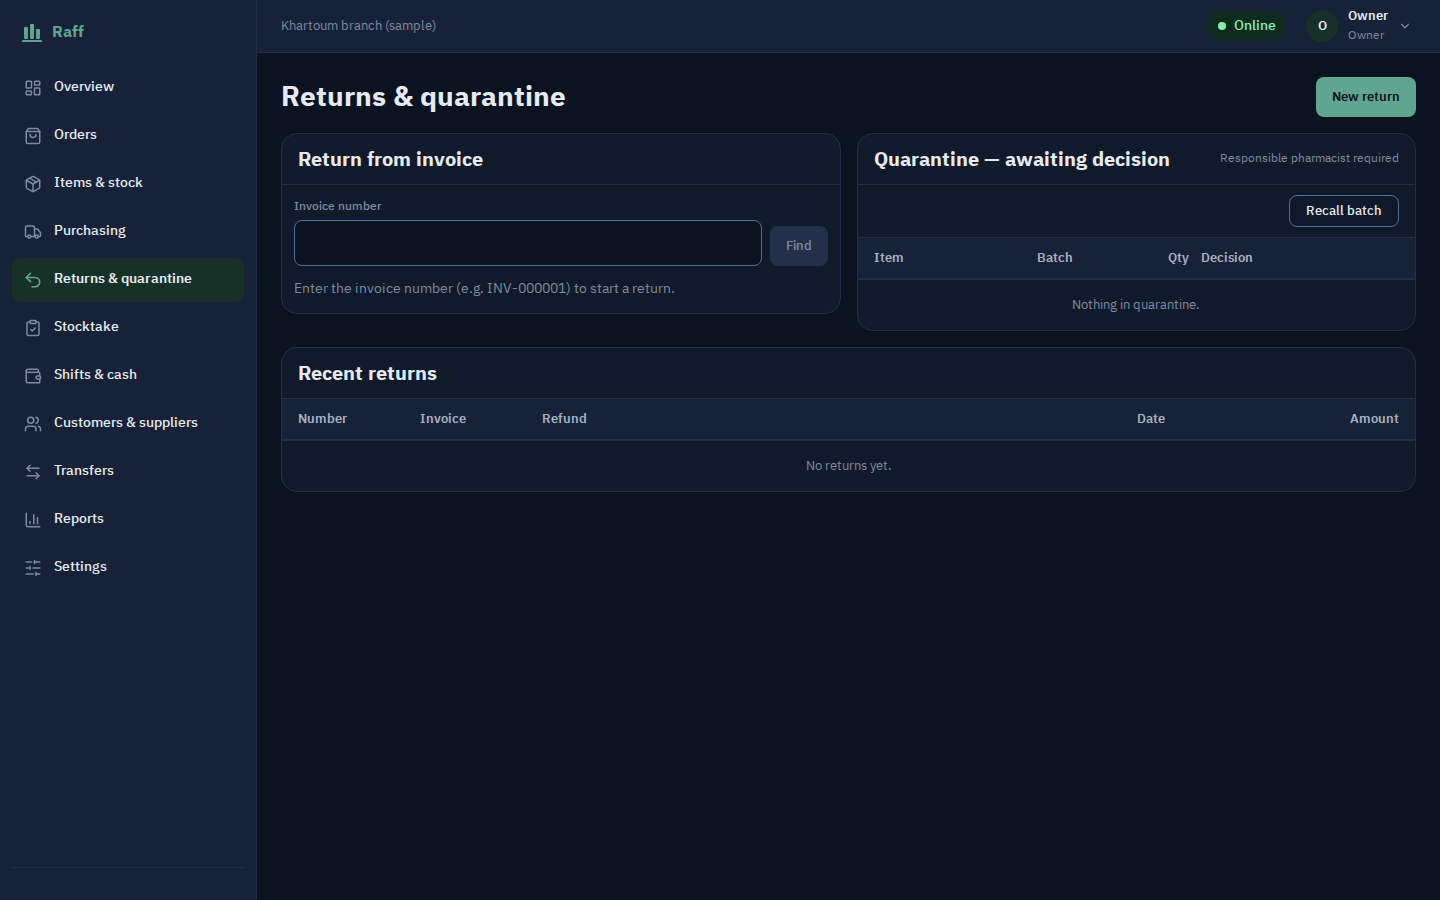 Raff
Overview
Orders
Items & stock
Purchasing
Returns & quarantine
Stocktake
Shifts & cash
Customers & suppliers
Transfers
Reports
Settings
Khartoum branch (sample)
Online
O
Owner
Owner
Returns & quarantine
New return
Return from invoice
Invoice number
Find
Enter the invoice number (e.g. INV-000001) to start a return.
Quarantine — awaiting decision
Responsible pharmacist required
Recall batch
Item Batch Qty Decision
Nothing in quarantine.
Recent returns
Number Invoice Refund Date Amount
No returns yet.